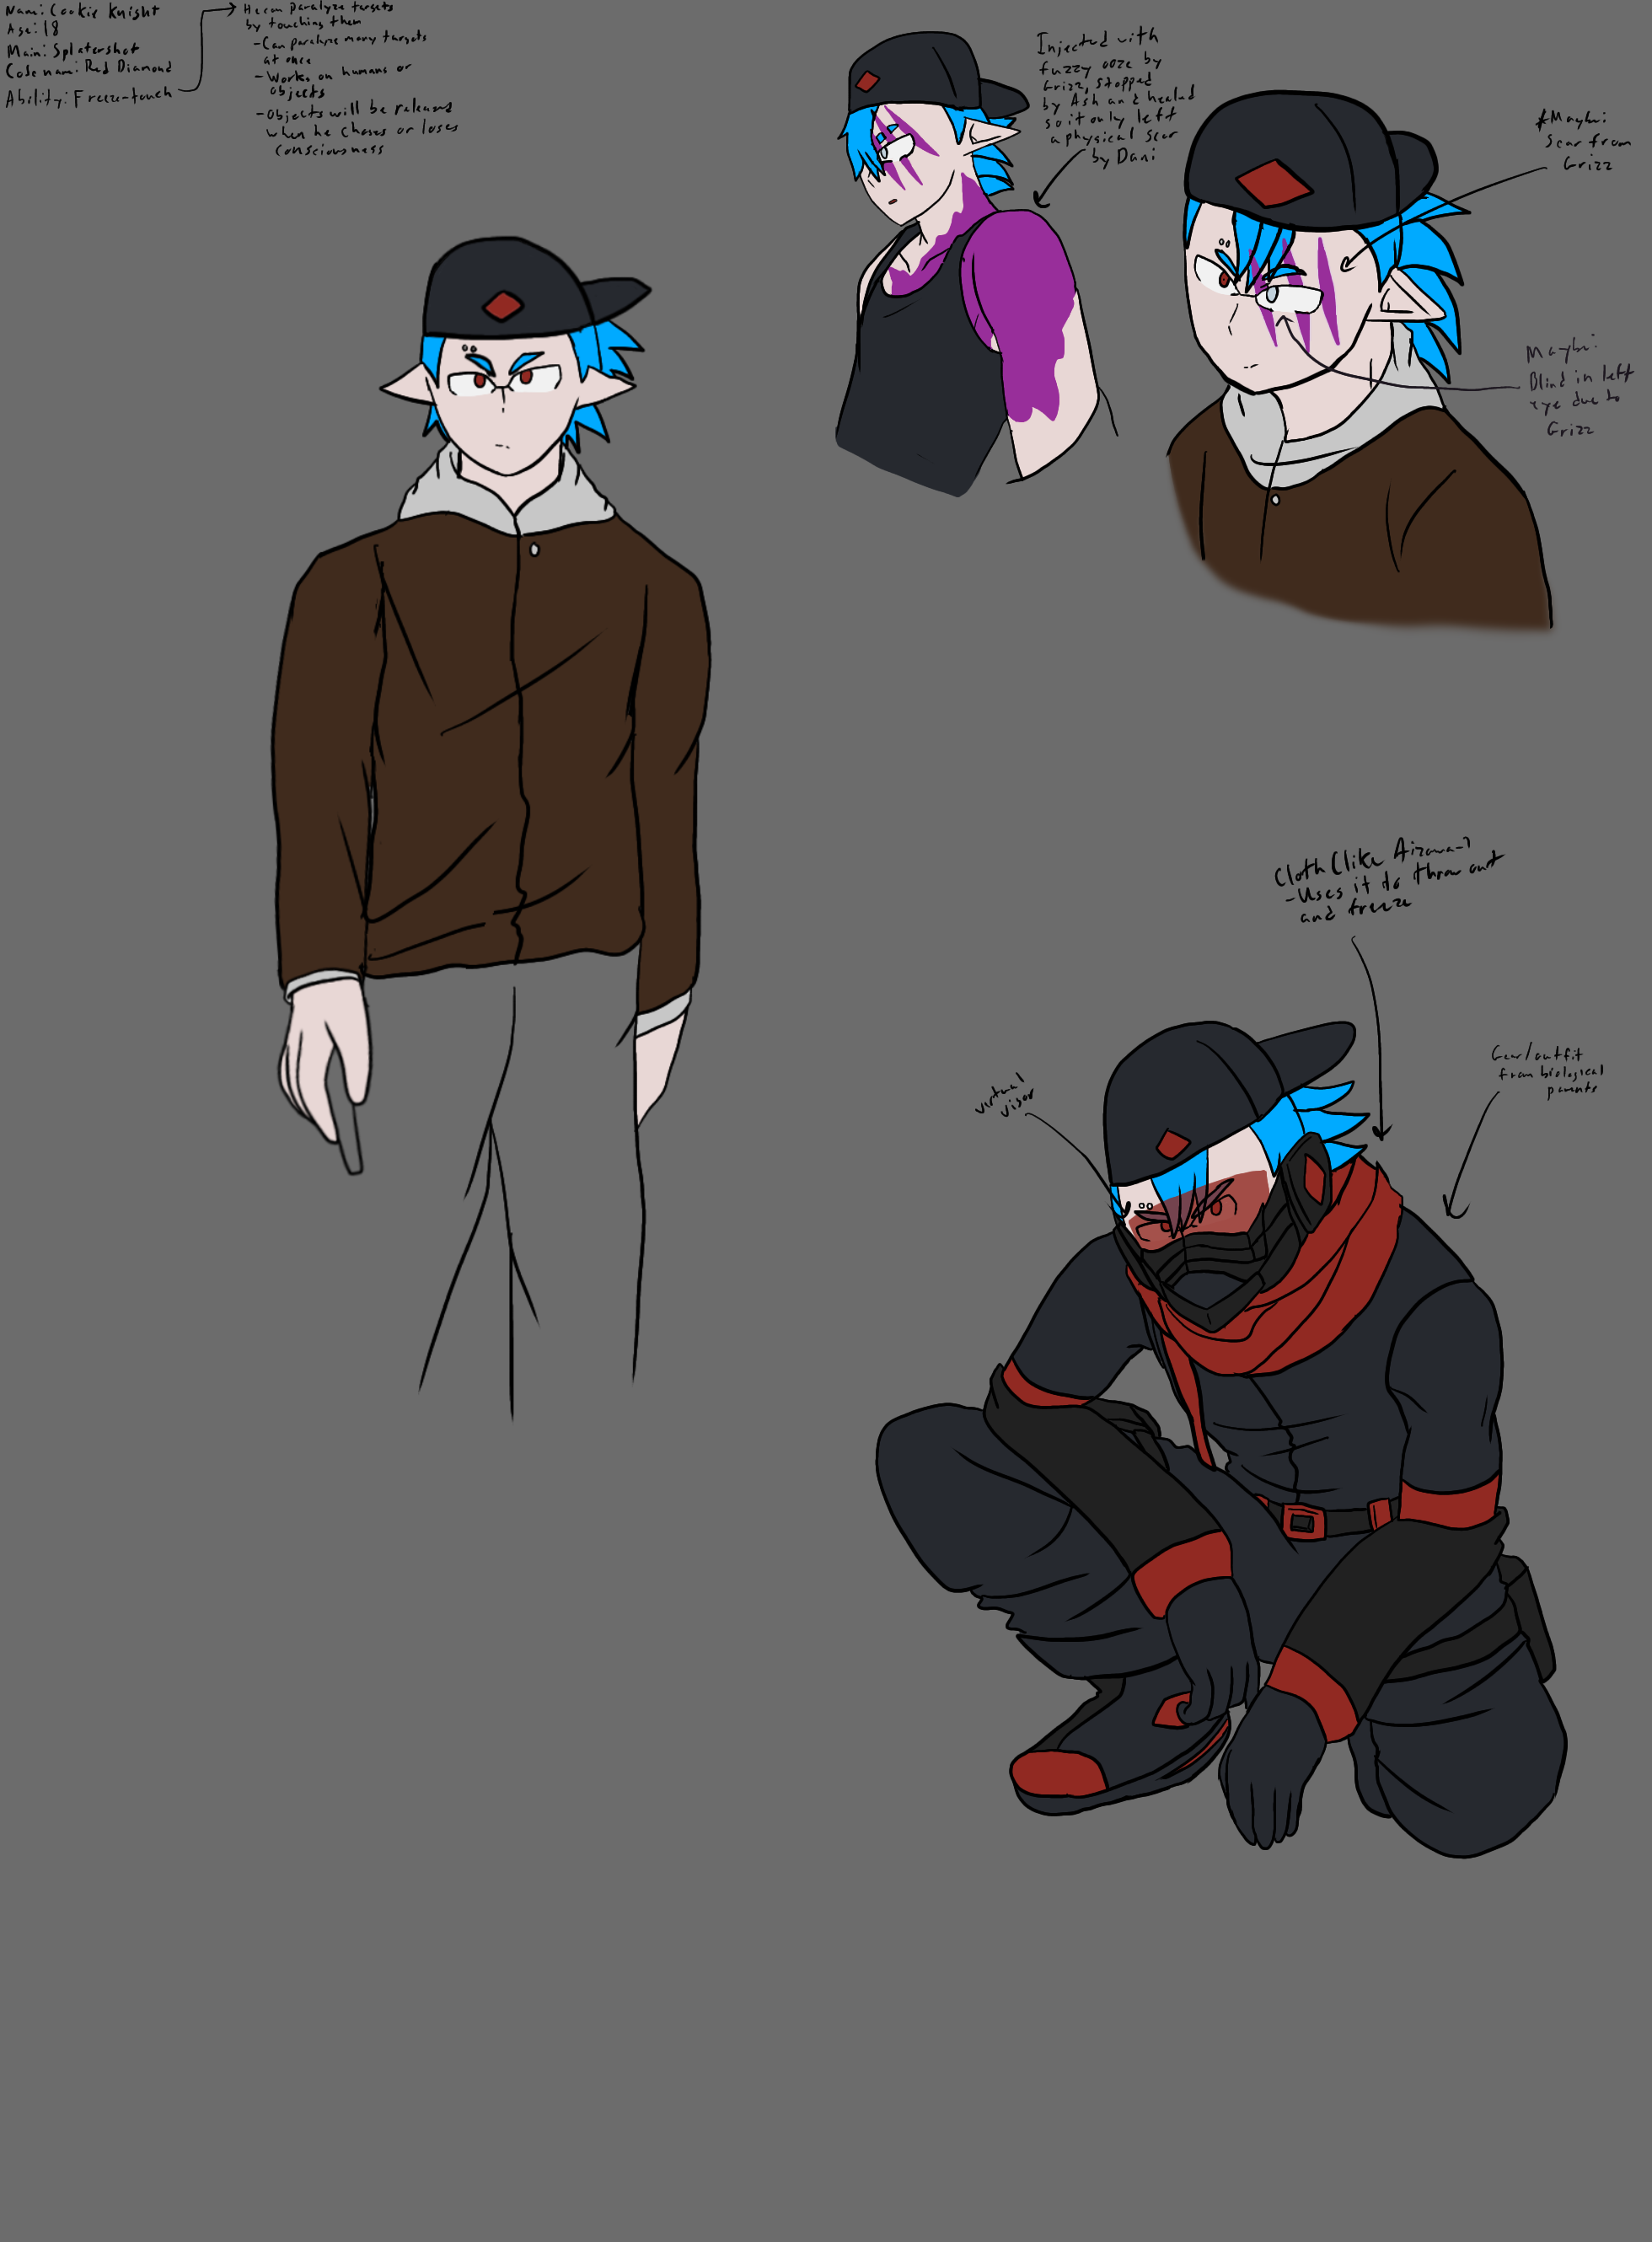 Name: Cookie Knight
Age: 18
Main: Splatershot
Code name: Red Diamond
Ability: Freeze-touch
He can paralyze targets
by touching them
- Can paralyze many targets
at once
- Works on humans or
objects
- Objects will be released
when he choses or loses
consciousness
Injected with
fuzzy ooze by
Grizz, stopped
by Ash and healed
so it only left
a physical scar
by Dani
*Maybe:
scar from
Grizz
Maybe:
Blind in left
eye due to
Grizz
Cloth (like Aizawa-)
- Uses it to throw out
and freeze
virtual
visor
Gear/outfit
from biological
parents